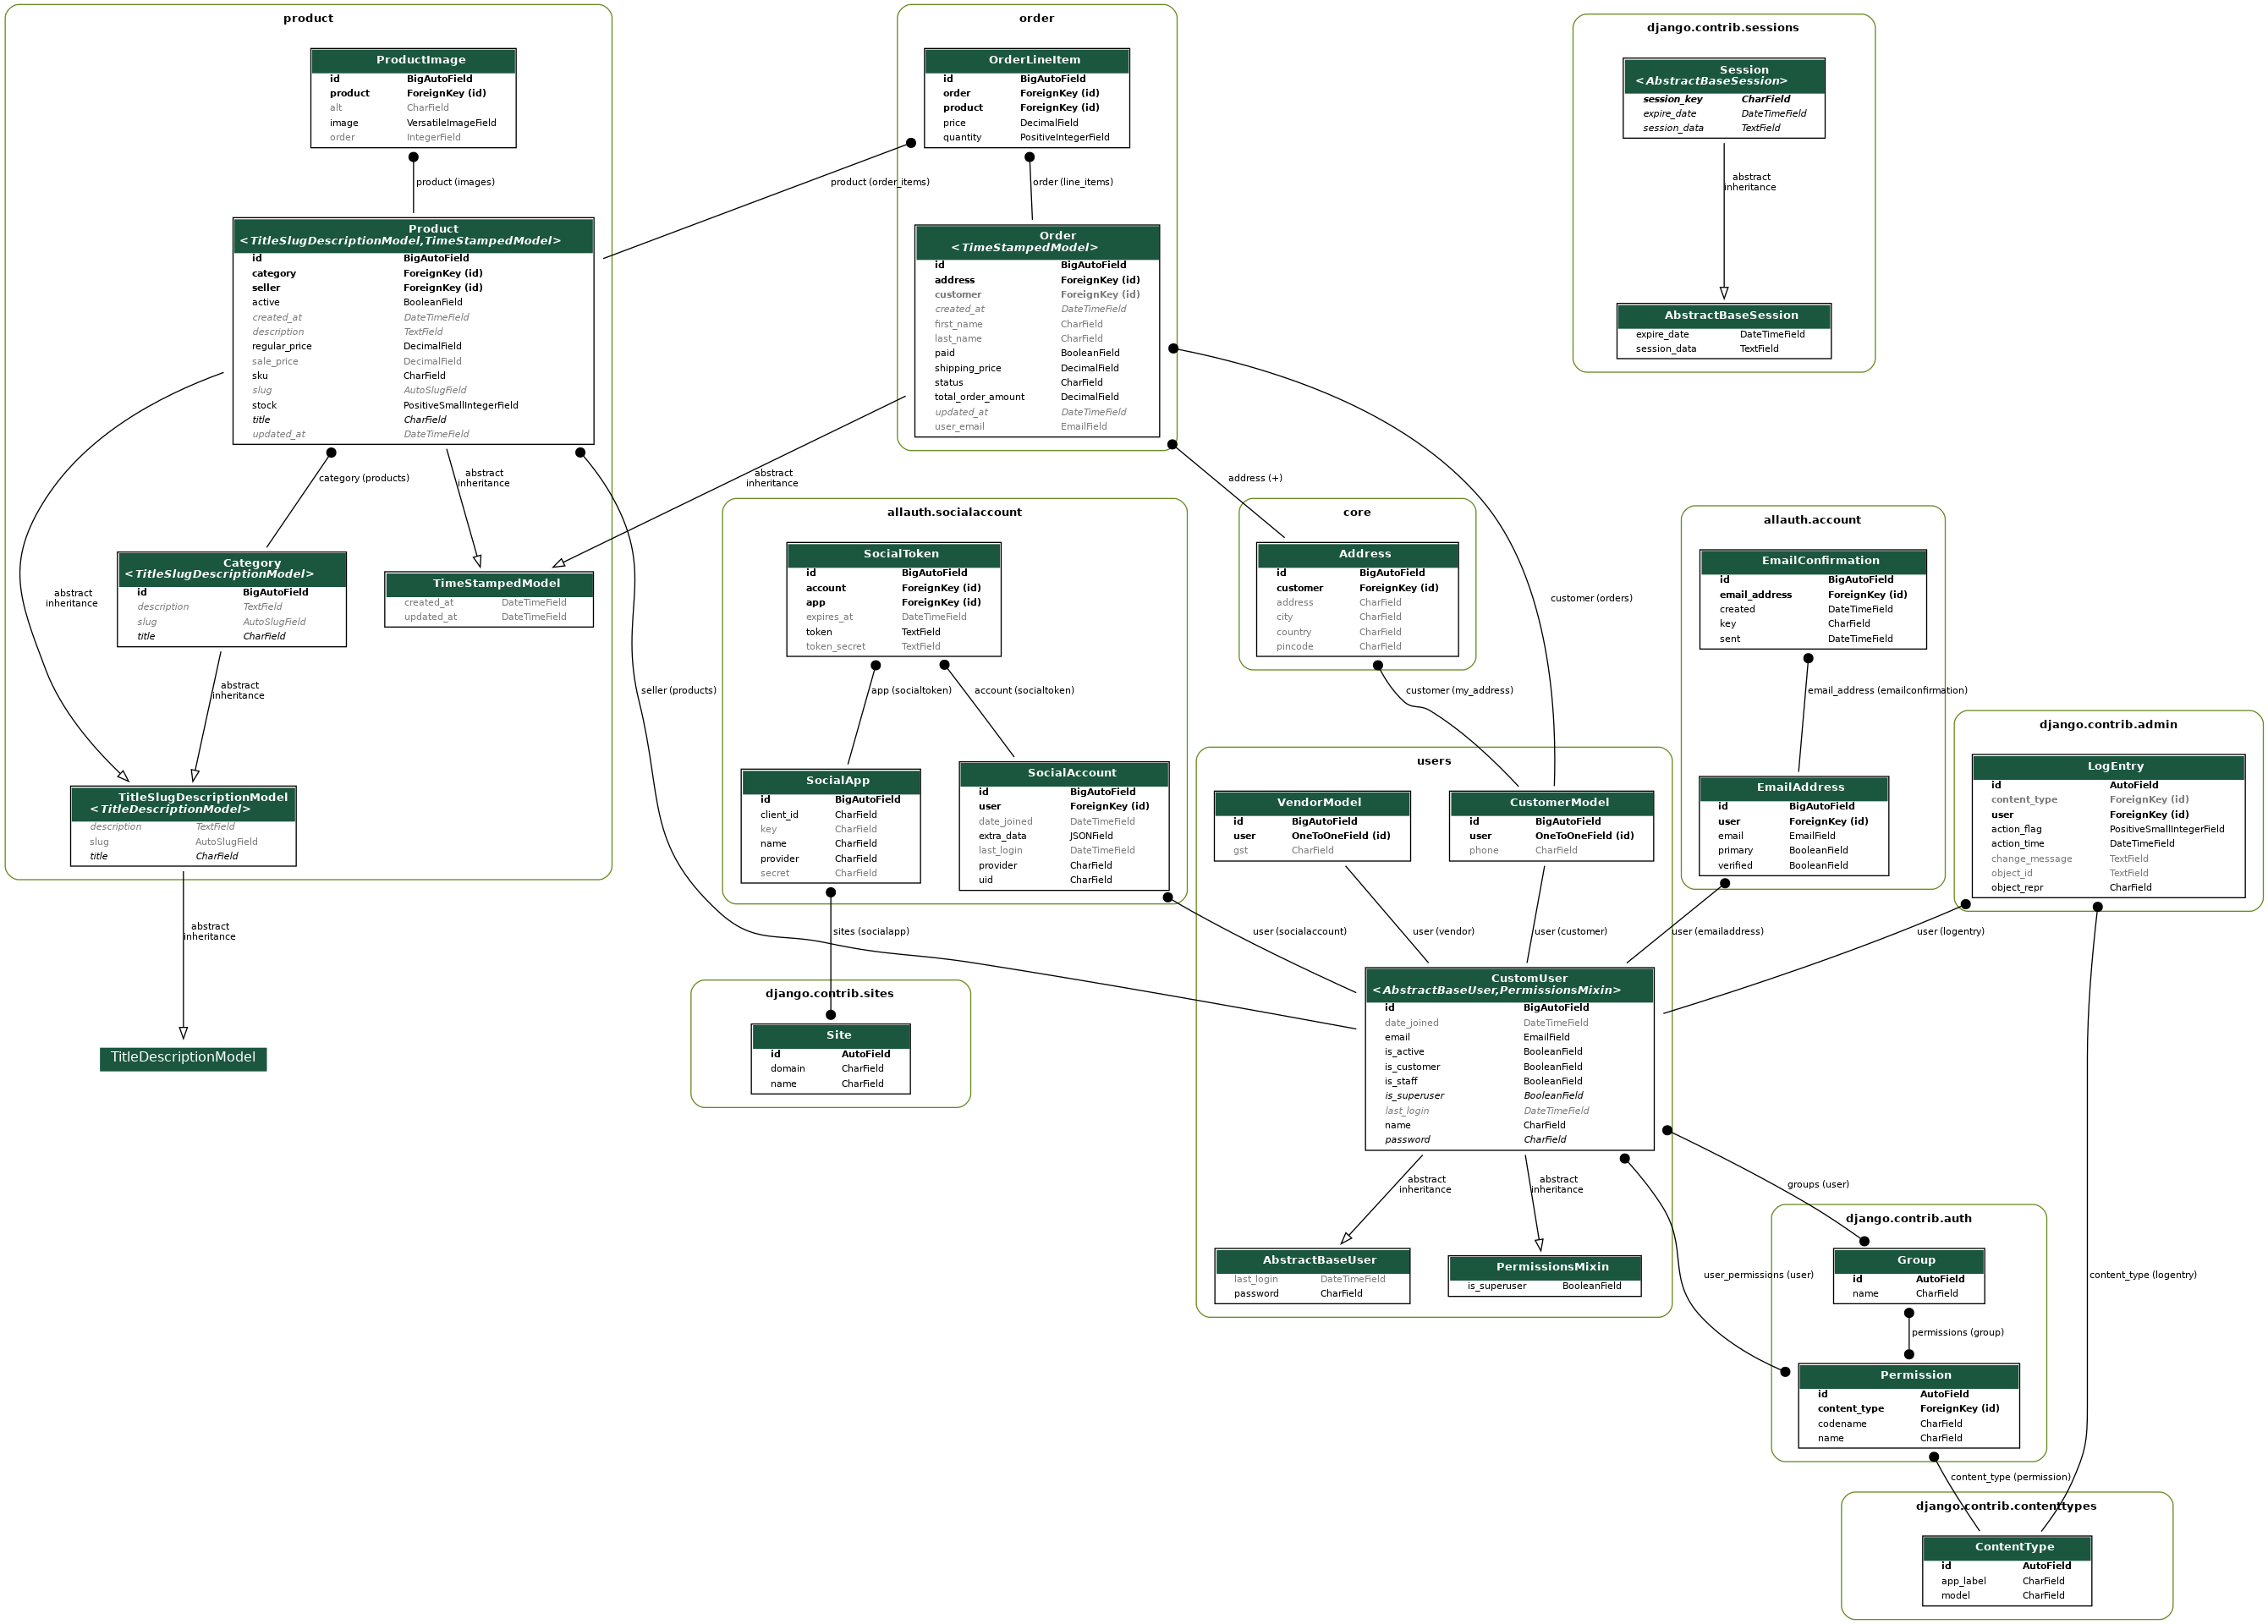 product
ProductImage
id BigAutoField
product ForeignKey (id)
alt CharField
image VersatileImageField
order IntegerField
product (images)
Product
<TitleSlugDescriptionModel,TimeStampedModel>
id BigAutoField
category ForeignKey (id)
seller ForeignKey (id)
active BooleanField
created_at DateTimeField
description TextField
regular_price DecimalField
sale_price DecimalField
sku CharField
slug AutoSlugField
stock PositiveSmallIntegerField
title CharField
updated_at DateTimeField
category (products)
abstract
inheritance
abstract
inheritance
Category
<TitleSlugDescriptionModel>
id BigAutoField
description TextField
slug AutoSlugField
title CharField
TimeStampedModel
created_at DateTimeField
updated_at DateTimeField
abstract
inheritance
TitleSlugDescriptionModel
<TitleDescriptionModel>
description TextField
slug AutoSlugField
title CharField
abstract
inheritance
TitleDescriptionModel
order
OrderLineItem
id BigAutoField
order ForeignKey (id)
product ForeignKey (id)
price DecimalField
quantity PositiveIntegerField
product (order_items)
order (line_items)
Order
<TimeStampedModel>
id BigAutoField
address ForeignKey (id)
customer ForeignKey (id)
created_at DateTimeField
first_name CharField
last_name CharField
paid BooleanField
shipping_price DecimalField
status CharField
total_order_amount DecimalField
updated_at DateTimeField
user_email EmailField
abstract
inheritance
address (+)
customer (orders)
seller (products)
django.contrib.sessions
Session
<AbstractBaseSession>
session_key CharField
expire_date DateTimeField
session_data TextField
abstract
inheritance
AbstractBaseSession
expire_date DateTimeField
session_data TextField
allauth.socialaccount
SocialToken
id BigAutoField
account ForeignKey (id)
app ForeignKey (id)
expires_at DateTimeField
token TextField
token_secret TextField
app (socialtoken)
account (socialtoken)
SocialApp
id BigAutoField
client_id CharField
key CharField
name CharField
provider CharField
secret CharField
SocialAccount
id BigAutoField
user ForeignKey (id)
date_joined DateTimeField
extra_data JSONField
last_login DateTimeField
provider CharField
uid CharField
sites (socialapp)
user (socialaccount)
django.contrib.sites
Site
id AutoField
domain CharField
name CharField
core
Address
id BigAutoField
customer ForeignKey (id)
address CharField
city CharField
country CharField
pincode CharField
customer (my_address)
allauth.account
EmailConfirmation
id BigAutoField
email_address ForeignKey (id)
created DateTimeField
key CharField
sent DateTimeField
email_address (emailconfirmation)
EmailAddress
id BigAutoField
user ForeignKey (id)
email EmailField
primary BooleanField
verified BooleanField
user (emailaddress)
django.contrib.admin
LogEntry
id AutoField
content_type ForeignKey (id)
user ForeignKey (id)
action_flag PositiveSmallIntegerField
action_time DateTimeField
change_message TextField
object_id TextField
object_repr CharField
user (logentry)
content_type (logentry)
users
VendorModel
id BigAutoField
user OneToOneField (id)
gst CharField
CustomerModel
id BigAutoField
user OneToOneField (id)
phone CharField
user (vendor)
user (customer)
CustomUser
<AbstractBaseUser,PermissionsMixin>
id BigAutoField
date_joined DateTimeField
email EmailField
is_active BooleanField
is_customer BooleanField
is_staff BooleanField
is_superuser BooleanField
last_login DateTimeField
name CharField
password CharField
abstract
inheritance
abstract
inheritance
AbstractBaseUser
last_login DateTimeField
password CharField
PermissionsMixin
is_superuser BooleanField
groups (user)
user_permissions (user)
django.contrib.auth
Group
id AutoField
name CharField
permissions (group)
Permission
id AutoField
content_type ForeignKey (id)
codename CharField
name CharField
content_type (permission)
django.contrib.contenttypes
ContentType
id AutoField
app_label CharField
model CharField